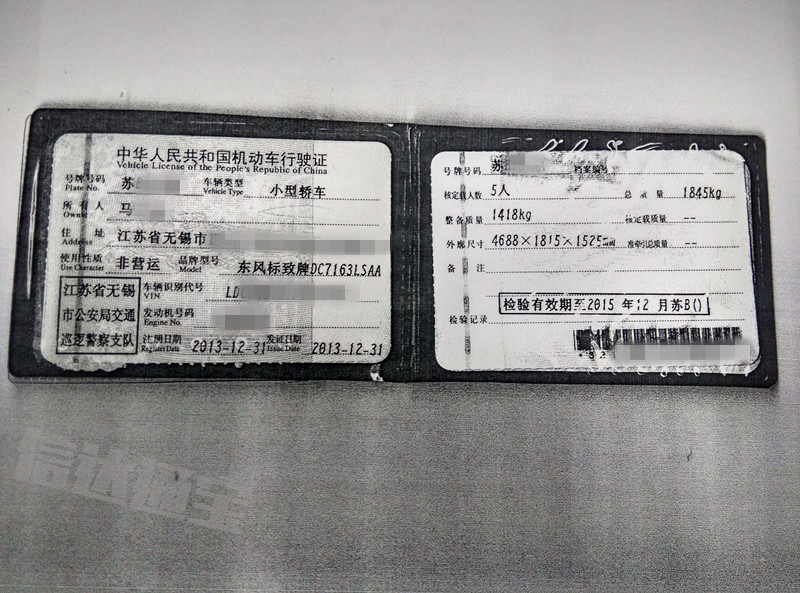 中华人民共和国机动车行驶证
Vehicle License of the People's Republic of China
号牌号码 苏 车辆类型 小型轿车
Plate No. Vehicle Type
所有人 马
Owner
住址 江苏省无锡市
Address
使用性质 非营运 品牌型号 东风标致牌DC7163LSAA
Use Character Model
江苏省无锡
市公安局交通
巡逻警察支队
车辆识别代号 LD
VIN
发动机号码
Engine No.
注册日期 2013-12-31 发证日期 2013-12-31
Register Date Issue Date
号牌号码 苏 档案编号
核定载人数 5人 总质量 1845kg
整备质量 1418kg 核定载质量 --
外廓尺寸 4688×1815×1525mm 准牵引总质量 --
备注
检验有效期至2015年12月苏B()
检验记录